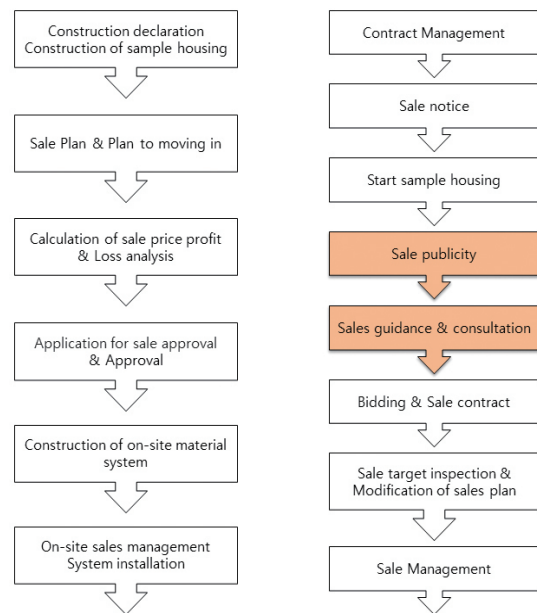 Construction declaration
Construction of sample housing
Sale Plan & Plan to moving in
Calculation of sale price profit
& Loss analysis
Application for sale approval
& Approval
Construction of on-site material
system
On-site sales management
System installation
Contract Management
Sale notice
Start sample housing
Sale publicity
Sales guidance & consultation
Bidding & Sale contract
Sale target inspection &
Modification of sales plan
Sale Management